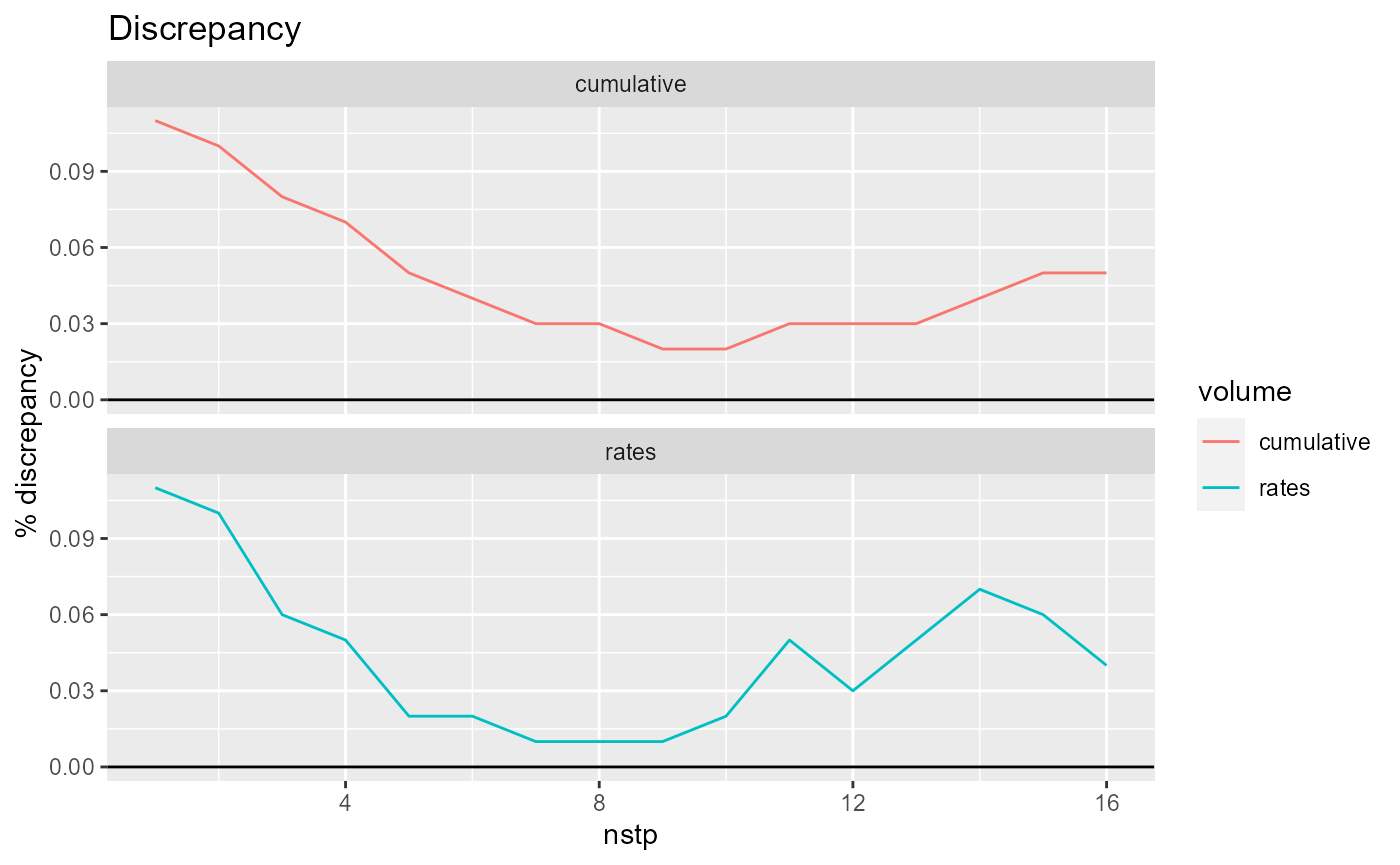 Discrepancy
cumulative
0.09
0.06
0.03
0.00
% discrepancy
rates
0.09
0.06
0.03
0.00
4 8 12 16
nstp
volume
cumulative
rates